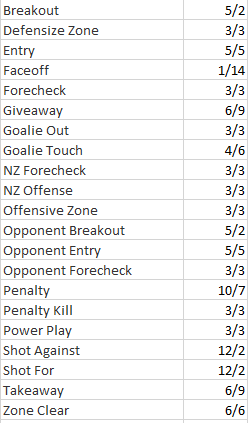 Breakout 5/2
Defensize Zone 3/3
Entry 5/5
Faceoff 1/14
Forecheck 3/3
Giveaway 6/9
Goalie Out 3/3
Goalie Touch 4/6
NZ Forecheck 3/3
NZ Offense 3/3
Offensive Zone 3/3
Opponent Breakout 5/2
Opponent Entry 5/5
Opponent Forecheck 3/3
Penalty 10/7
Penalty Kill 3/3
Power Play 3/3
Shot Against 12/2
Shot For 12/2
Takeaway 6/9
Zone Clear 6/6